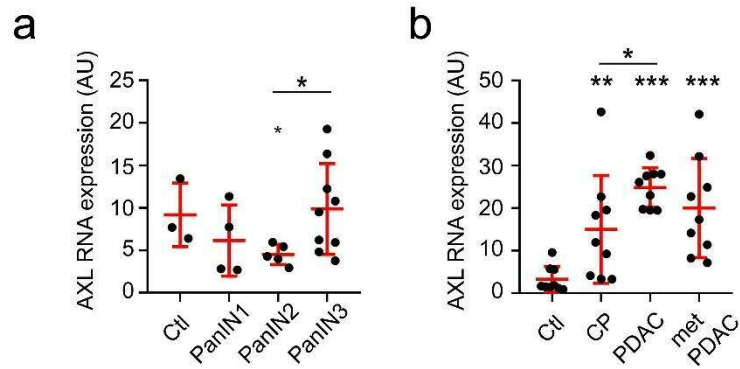 a
AXL RNA expression (AU)
25
20
15
10
5
0
*
*
Ctl
PanIN1
PanIN2
PanIN3
b
AXL RNA expression (AU)
50
40
30
20
10
0
*
**
***
***
Ctl
CP
PDAC
met
PDAC